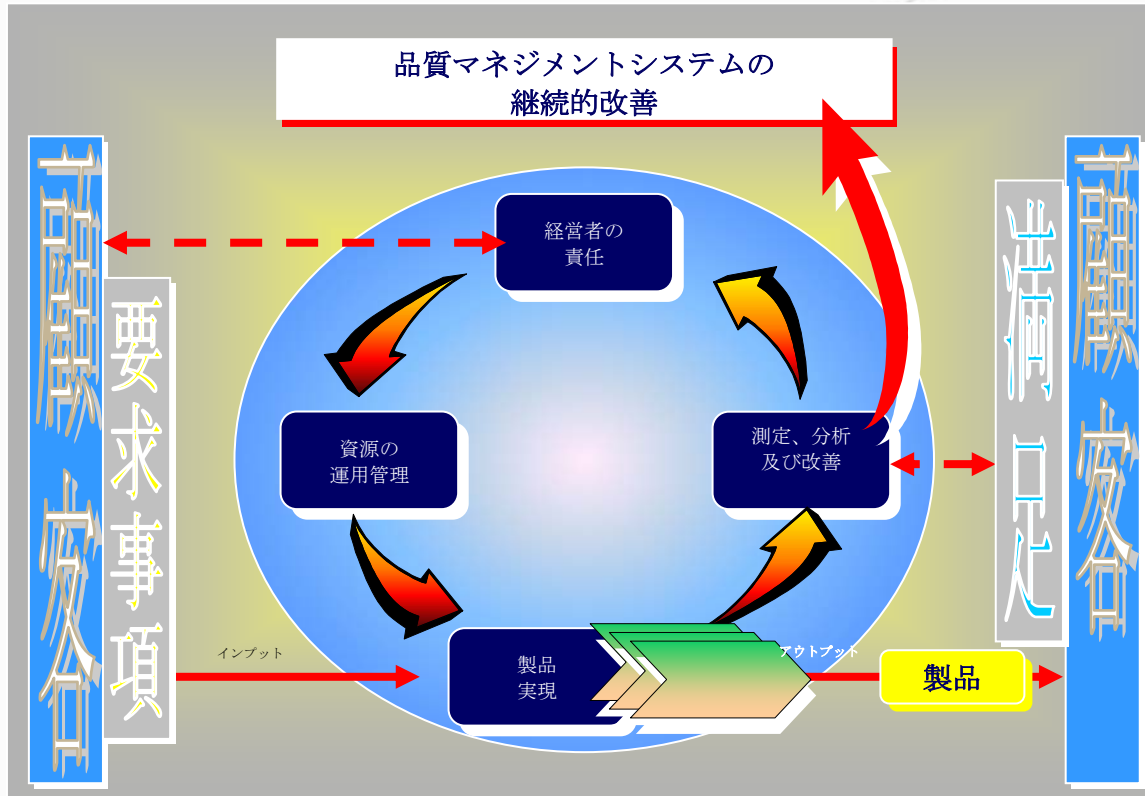 品質マネジメントシステムの
継続的改善
顧客
要求事項
経営者の
責任
資源の
運用管理
測定、分析
及び改善
製品
実現
インプット
アウトプット
製品
満足
顧客